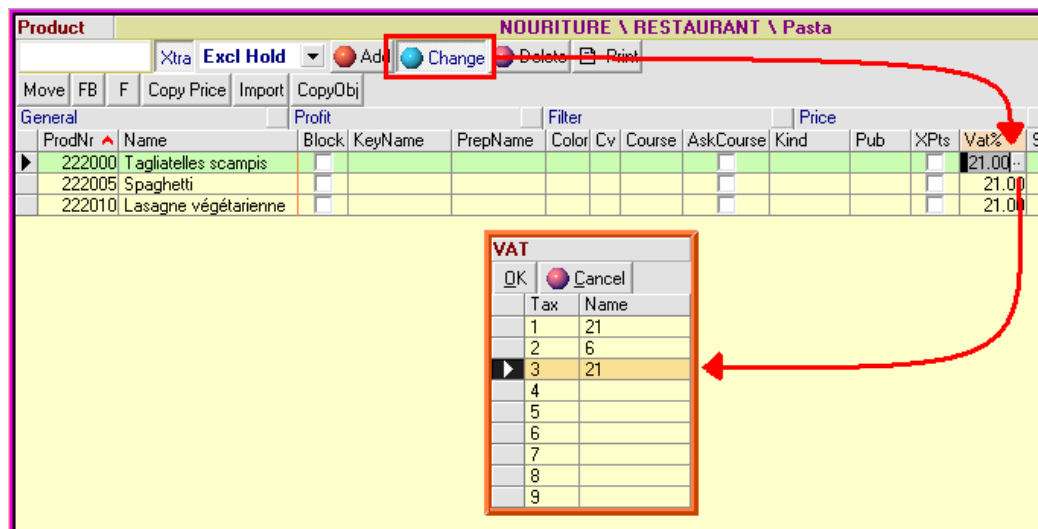 Product NOURITURE \ RESTAURANT \ Pasta
Xtra Excl Hold Add Change Delete Print
Move FB F Copy Price Import CopyObj
General Profit Filter Price
ProdNr Name Block KeyName PrepName Color Cv Course AskCourse Kind Pub XPts Vat% S
222000 Tagliatelles scampis 21.00 ..
222005 Spaghetti 21.00
222010 Lasagne végétarienne 21.00
VAT
OK Cancel
Tax Name
1 21
2 6
3 21
4
5
6
7
8
9